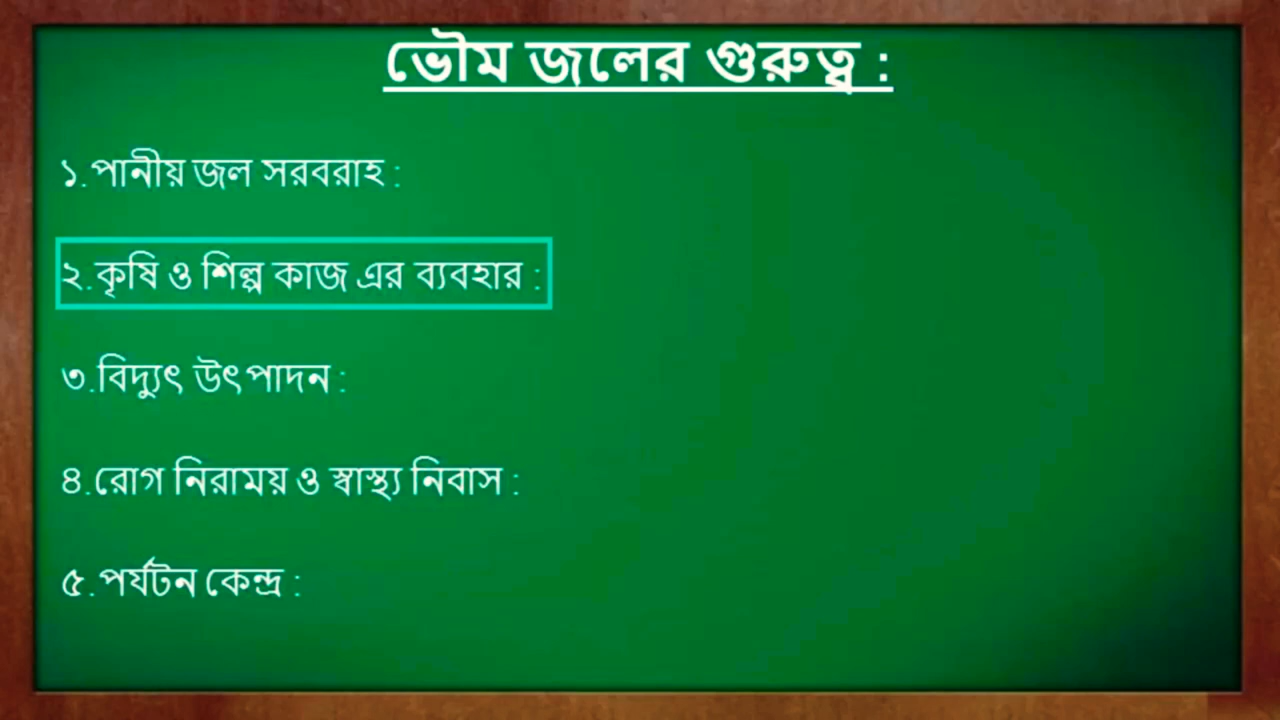 ভৌম জলের গুরুত্ব :
১.পানীয় জল সরবরাহ :
২.কৃষি ও শিল্প কাজ এর ব্যবহার :
৩.বিদ্যুৎ উৎপাদন :
৪.রোগ নিরাময় ও স্বাস্থ্য নিবাস :
৫.পর্যটন কেন্দ্র :